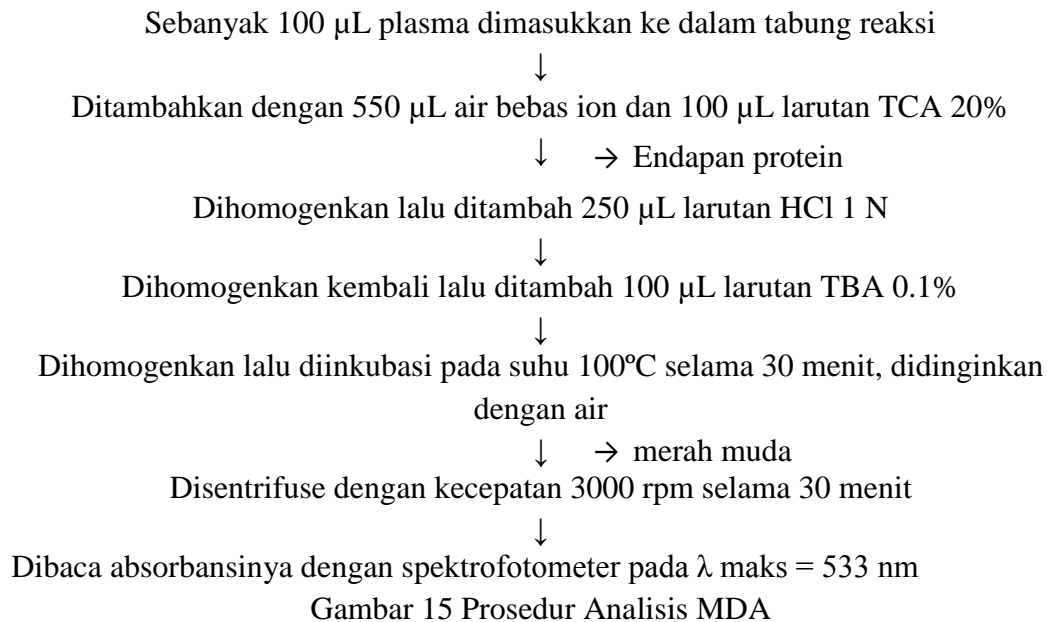 Sebanyak 100 µL plasma dimasukkan ke dalam tabung reaksi
↓
Ditambahkan dengan 550 µL air bebas ion dan 100 µL larutan TCA 20%
↓ → Endapan protein
Dihomogenkan lalu ditambah 250 µL larutan HCl 1 N
↓
Dihomogenkan kembali lalu ditambah 100 µL larutan TBA 0.1%
↓
Dihomogenkan lalu diinkubasi pada suhu 100ºC selama 30 menit, didinginkan
dengan air
↓ → merah muda
Disentrifuse dengan kecepatan 3000 rpm selama 30 menit
↓
Dibaca absorbansinya dengan spektrofotometer pada λ maks = 533 nm
Gambar 15 Prosedur Analisis MDA